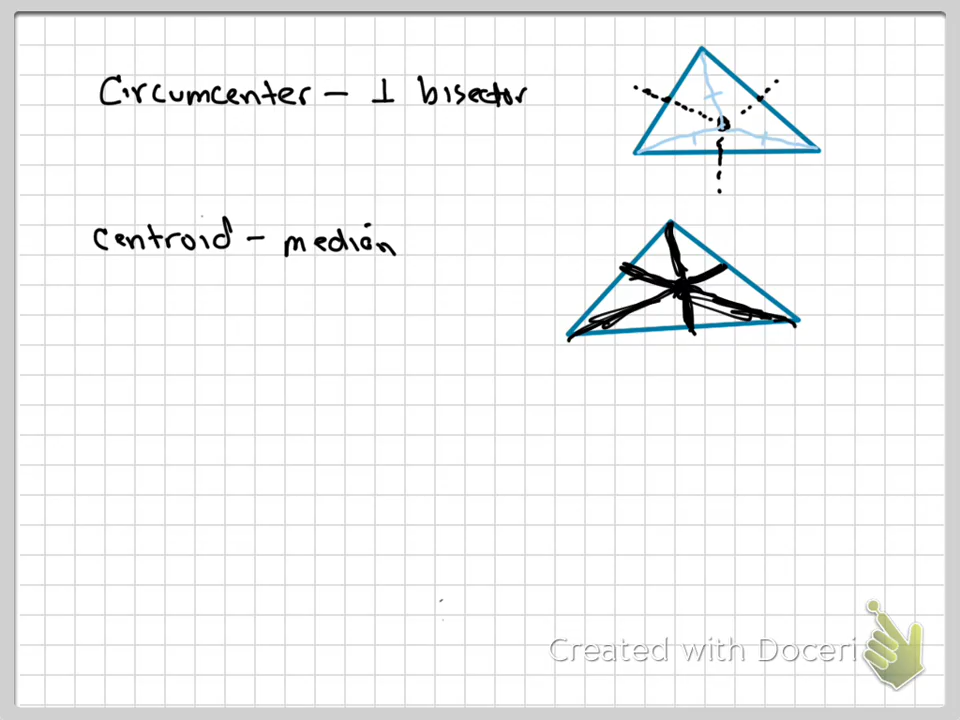 Circumcenter - ⊥ bisector
centroid - median
Created with Doceri